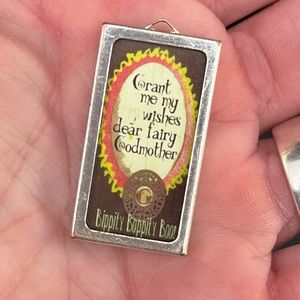 Grant
me my
wishes
dear fairy
Godmother
G
Bippity Boppity Boo!